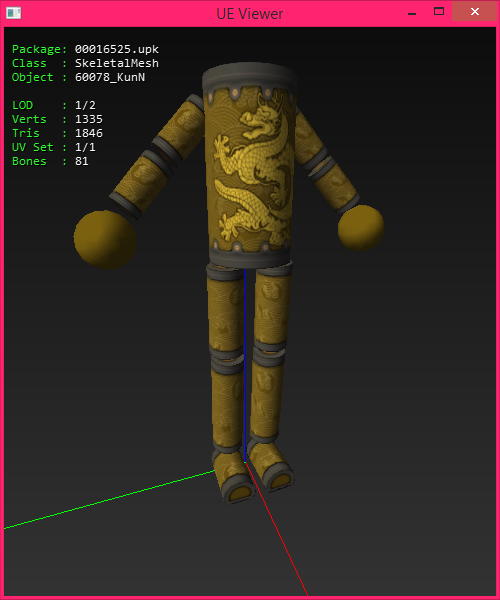 UE Viewer
Package: 00016525.upk
Class  : SkeletalMesh
Object : 60078_KunN
LOD    : 1/2
Verts  : 1335
Tris   : 1846
UV Set : 1/1
Bones  : 81